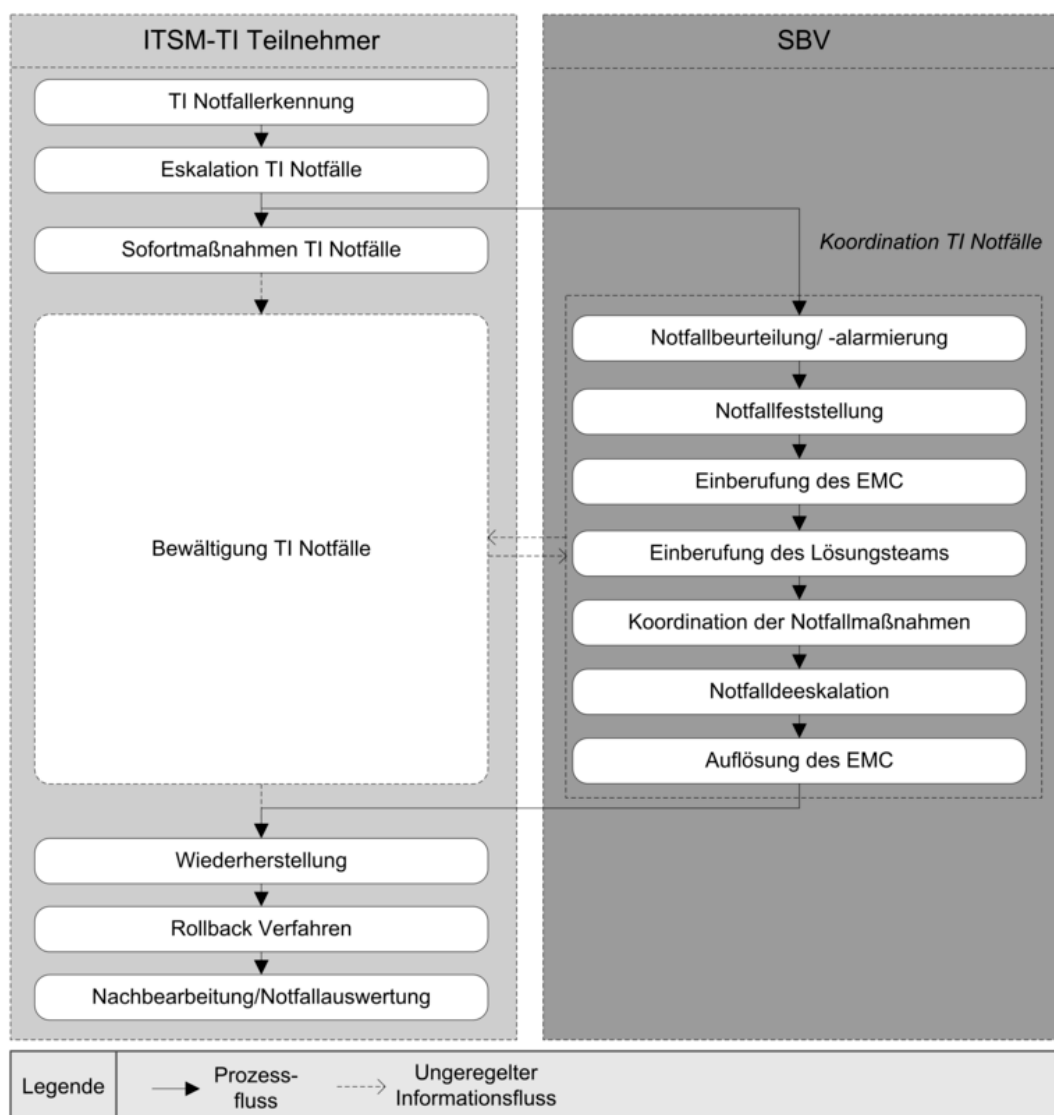 ITSM-TI Teilnehmer
TI Notfallerkennung
Eskalation TI Notfälle
Sofortmaßnahmen TI Notfälle
Bewältigung TI Notfälle
Wiederherstellung
Rollback Verfahren
Nachbearbeitung/Notfallauswertung
SBV
Koordination TI Notfälle
Notfallbeurteilung/ -alarmierung
Notfallfeststellung
Einberufung des EMC
Einberufung des Lösungsteams
Koordination der Notfallmaßnahmen
Notfalldeeskalation
Auflösung des EMC
Legende
Prozess-
fluss
Ungeregelter
Informationsfluss